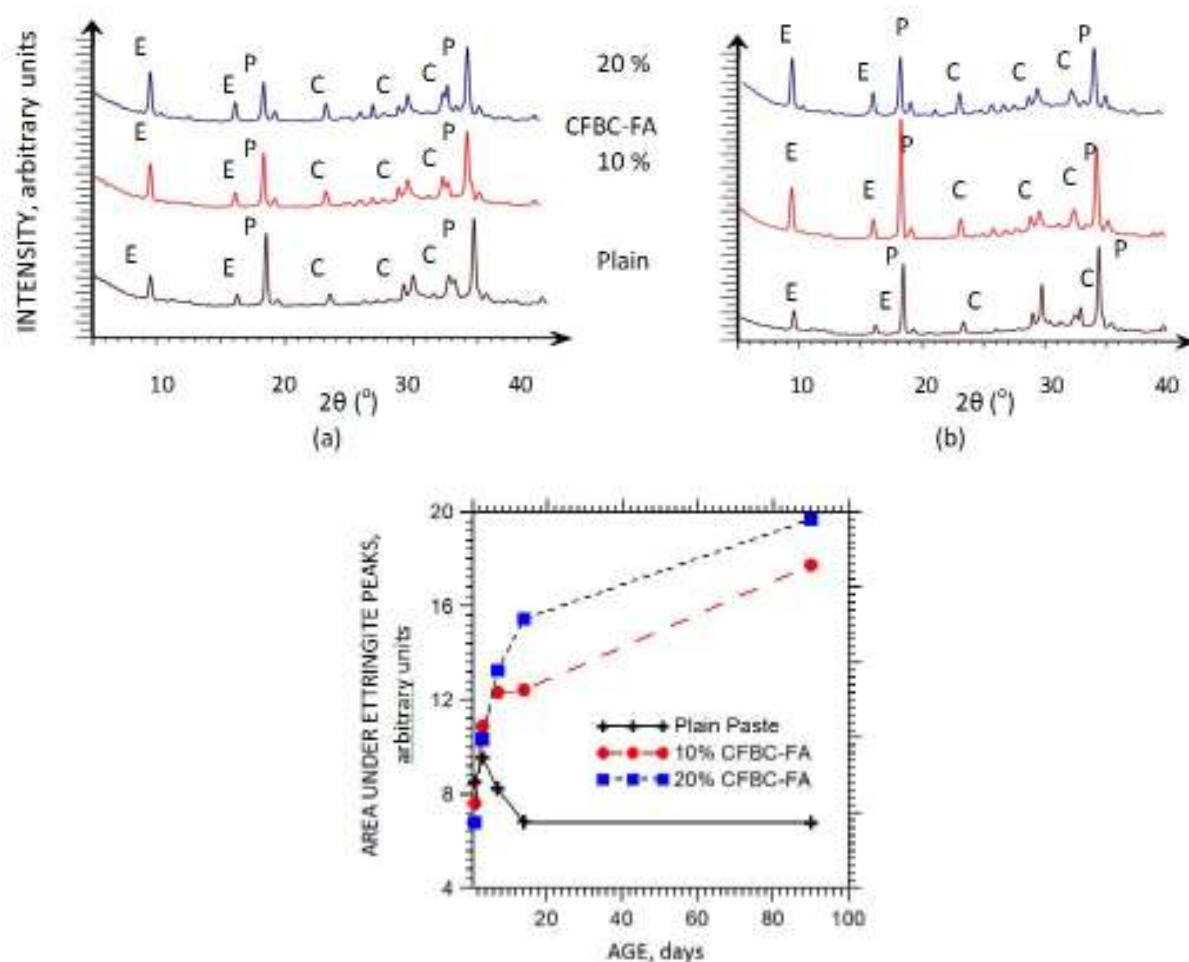 INTENSITY, arbitrary units
E
E
P
C
C
C
P
20 %
CFBC-FA
E
E
P
C
C
C
P
10 %
E
E
P
C
C
C
P
Plain
10 20 30 40
2θ (°)
(a)
E
E
P
C
C
C
P
E
E
P
C
C
C
P
E
E
P
C
C
P
10 20 30 40
2θ (°)
(b)
AREA UNDER ETTRINGITE PEAKS,
arbitrary units
20
16
12
8
4
Plain Paste
10% CFBC-FA
20% CFBC-FA
20 40 60 80 100
AGE, days